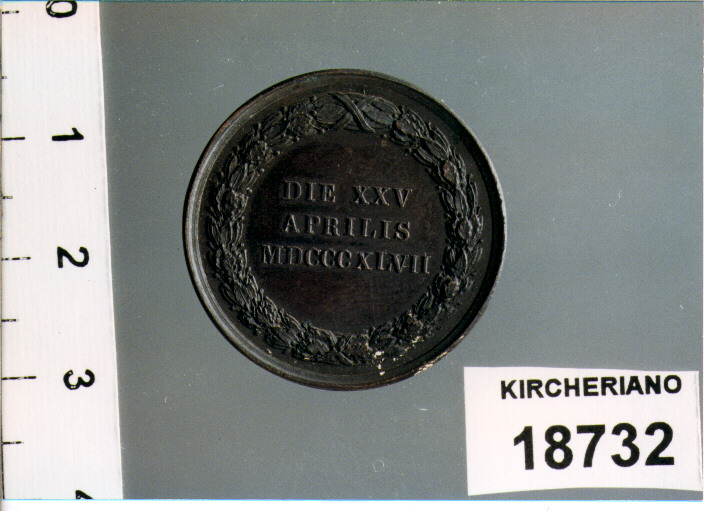 DIE XXV
APRILIS
MDCCCXLVII
KIRCHERIANO
18732
0
1
2
3